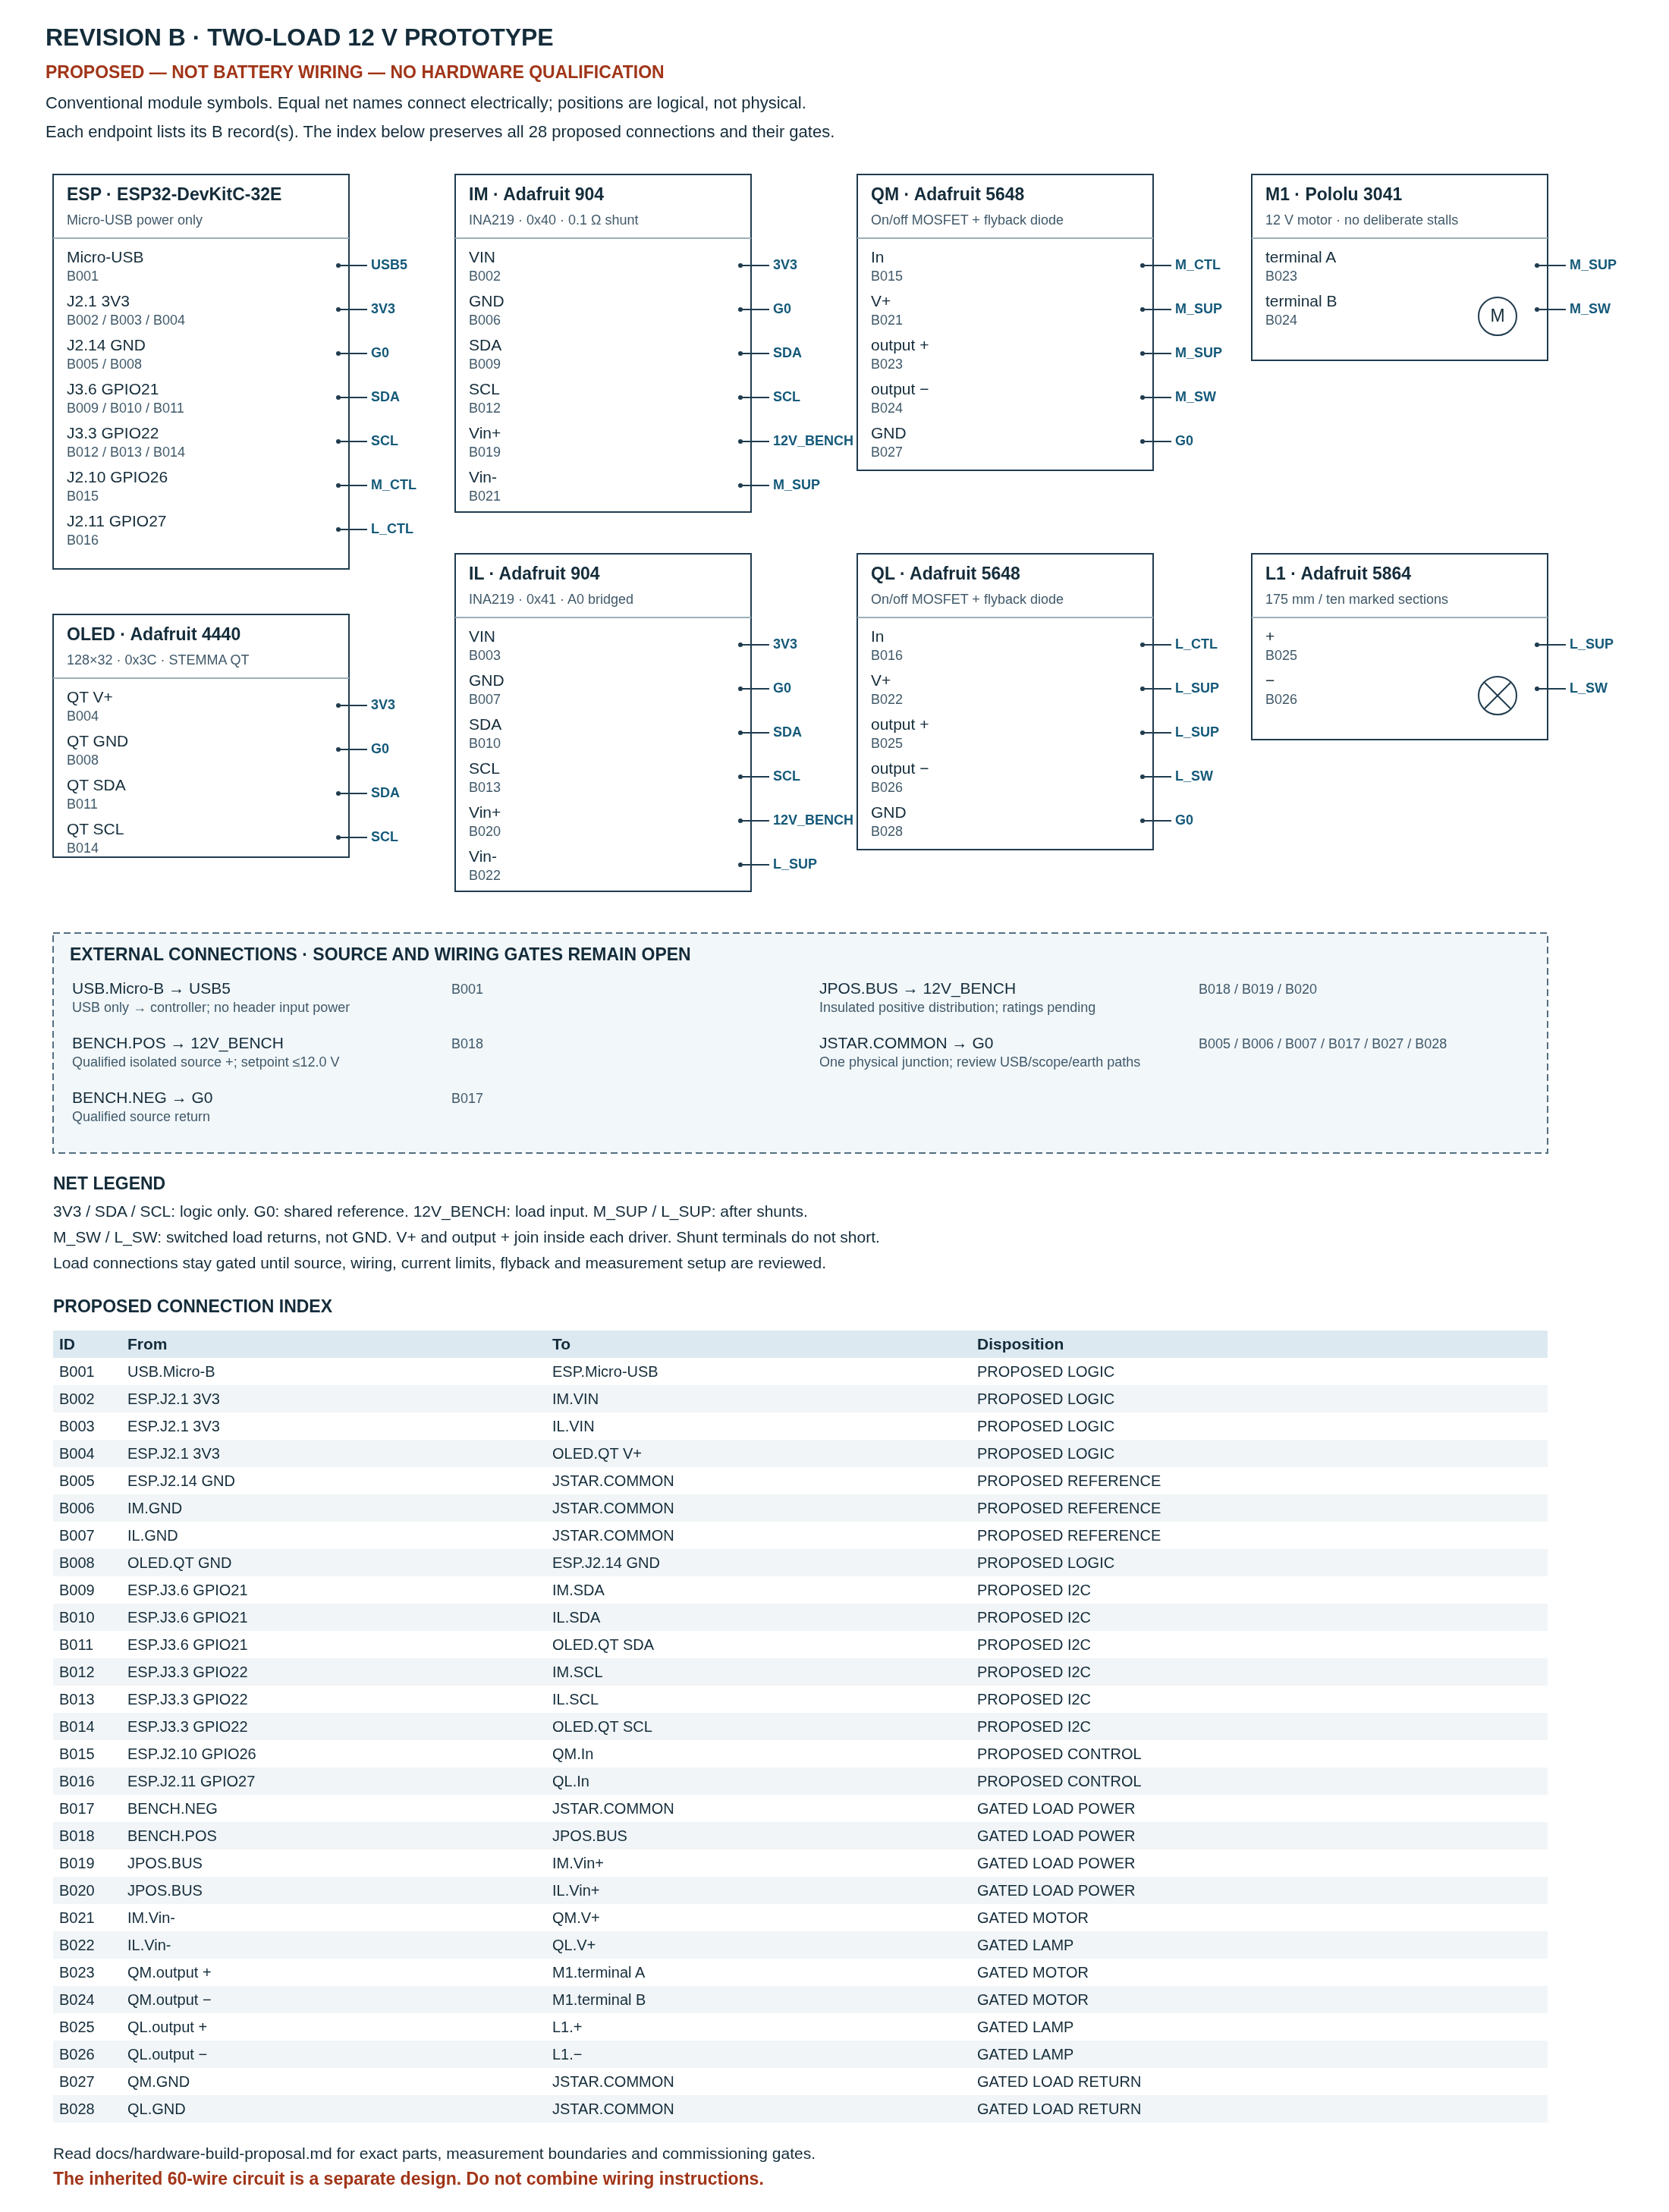 REVISION B · TWO-LOAD 12 V PROTOTYPE
PROPOSED — NOT BATTERY WIRING — NO HARDWARE QUALIFICATION
Conventional module symbols. Equal net names connect electrically; positions are logical, not physical.
Each endpoint lists its B record(s). The index below preserves all 28 proposed connections and their gates.
ESP · ESP32-DevKitC-32E
Micro-USB power only
Micro-USB
B001
USB5
J2.1 3V3
B002 / B003 / B004
3V3
J2.14 GND
B005 / B008
G0
J3.6 GPIO21
B009 / B010 / B011
SDA
J3.3 GPIO22
B012 / B013 / B014
SCL
J2.10 GPIO26
B015
M_CTL
J2.11 GPIO27
B016
L_CTL
IM · Adafruit 904
INA219 · 0x40 · 0.1 Ω shunt
VIN
B002
3V3
GND
B006
G0
SDA
B009
SDA
SCL
B012
SCL
Vin+
B019
12V_BENCH
Vin-
B021
M_SUP
QM · Adafruit 5648
On/off MOSFET + flyback diode
In
B015
M_CTL
V+
B021
M_SUP
output +
B023
M_SUP
output −
B024
M_SW
GND
B027
G0
M1 · Pololu 3041
12 V motor · no deliberate stalls
terminal A
B023
M_SUP
terminal B
B024
M
M_SW
OLED · Adafruit 4440
128×32 · 0x3C · STEMMA QT
QT V+
B004
3V3
QT GND
B008
G0
QT SDA
B011
SDA
QT SCL
B014
SCL
IL · Adafruit 904
INA219 · 0x41 · A0 bridged
VIN
B003
3V3
GND
B007
G0
SDA
B010
SDA
SCL
B013
SCL
Vin+
B020
12V_BENCH
Vin-
B022
L_SUP
QL · Adafruit 5648
On/off MOSFET + flyback diode
In
B016
L_CTL
V+
B022
L_SUP
output +
B025
L_SUP
output −
B026
L_SW
GND
B028
G0
L1 · Adafruit 5864
175 mm / ten marked sections
+
B025
L_SUP
−
B026
L_SW
EXTERNAL CONNECTIONS · SOURCE AND WIRING GATES REMAIN OPEN
USB.Micro-B → USB5 B001
USB only → controller; no header input power
BENCH.POS → 12V_BENCH B018
Qualified isolated source +; setpoint ≤12.0 V
BENCH.NEG → G0 B017
Qualified source return
JPOS.BUS → 12V_BENCH B018 / B019 / B020
Insulated positive distribution; ratings pending
JSTAR.COMMON → G0 B005 / B006 / B007 / B017 / B027 / B028
One physical junction; review USB/scope/earth paths
NET LEGEND
3V3 / SDA / SCL: logic only. G0: shared reference. 12V_BENCH: load input. M_SUP / L_SUP: after shunts.
M_SW / L_SW: switched load returns, not GND. V+ and output + join inside each driver. Shunt terminals do not short.
Load connections stay gated until source, wiring, current limits, flyback and measurement setup are reviewed.
PROPOSED CONNECTION INDEX
ID From To Disposition
B001 USB.Micro-B ESP.Micro-USB PROPOSED LOGIC
B002 ESP.J2.1 3V3 IM.VIN PROPOSED LOGIC
B003 ESP.J2.1 3V3 IL.VIN PROPOSED LOGIC
B004 ESP.J2.1 3V3 OLED.QT V+ PROPOSED LOGIC
B005 ESP.J2.14 GND JSTAR.COMMON PROPOSED REFERENCE
B006 IM.GND JSTAR.COMMON PROPOSED REFERENCE
B007 IL.GND JSTAR.COMMON PROPOSED REFERENCE
B008 OLED.QT GND ESP.J2.14 GND PROPOSED LOGIC
B009 ESP.J3.6 GPIO21 IM.SDA PROPOSED I2C
B010 ESP.J3.6 GPIO21 IL.SDA PROPOSED I2C
B011 ESP.J3.6 GPIO21 OLED.QT SDA PROPOSED I2C
B012 ESP.J3.3 GPIO22 IM.SCL PROPOSED I2C
B013 ESP.J3.3 GPIO22 IL.SCL PROPOSED I2C
B014 ESP.J3.3 GPIO22 OLED.QT SCL PROPOSED I2C
B015 ESP.J2.10 GPIO26 QM.In PROPOSED CONTROL
B016 ESP.J2.11 GPIO27 QL.In PROPOSED CONTROL
B017 BENCH.NEG JSTAR.COMMON GATED LOAD POWER
B018 BENCH.POS JPOS.BUS GATED LOAD POWER
B019 JPOS.BUS IM.Vin+ GATED LOAD POWER
B020 JPOS.BUS IL.Vin+ GATED LOAD POWER
B021 IM.Vin- QM.V+ GATED MOTOR
B022 IL.Vin- QL.V+ GATED LAMP
B023 QM.output + M1.terminal A GATED MOTOR
B024 QM.output − M1.terminal B GATED MOTOR
B025 QL.output + L1.+ GATED LAMP
B026 QL.output − L1.− GATED LAMP
B027 QM.GND JSTAR.COMMON GATED LOAD RETURN
B028 QL.GND JSTAR.COMMON GATED LOAD RETURN
Read docs/hardware-build-proposal.md for exact parts, measurement boundaries and commissioning gates.
The inherited 60-wire circuit is a separate design. Do not combine wiring instructions.